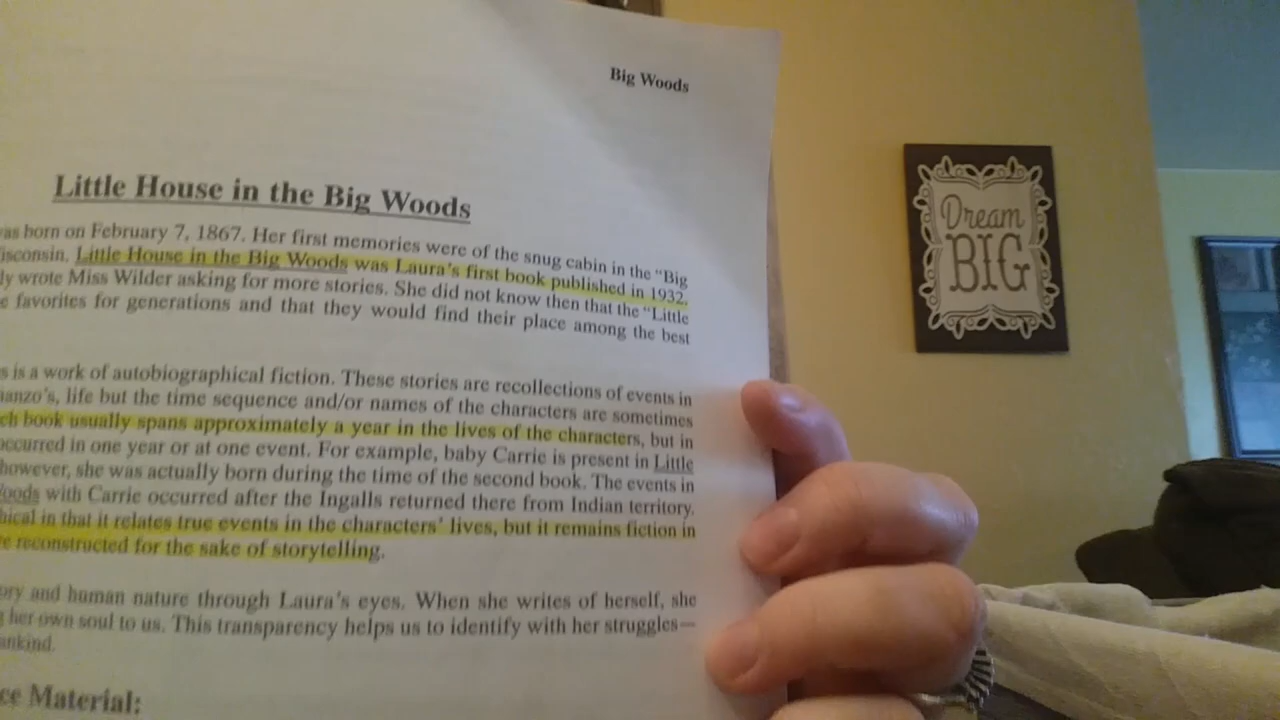 Big Woods
Little House in the Big Woods
as born on February 7, 1867. Her first memories were of the snug cabin in the "Big
isconsin. Little House in the Big Woods was Laura's first book published in 1932.
ly wrote Miss Wilder asking for more stories. She did not know then that the "Little
e favorites for generations and that they would find their place among the best
s is a work of autobiographical fiction. These stories are recollections of events in
manzo's, life but the time sequence and/or names of the characters are sometimes
ch book usually spans approximately a year in the lives of the characters, but in
occurred in one year or at one event. For example, baby Carrie is present in Little
however, she was actually born during the time of the second book. The events in
oods with Carrie occurred after the Ingalls returned there from Indian territory.
hical in that it relates true events in the characters' lives, but it remains fiction in
e reconstructed for the sake of storytelling.
ory and human nature through Laura's eyes. When she writes of herself, she
her own soul to us. This transparency helps us to identify with her struggles—
ankind.
ce Material:
Dream
BIG